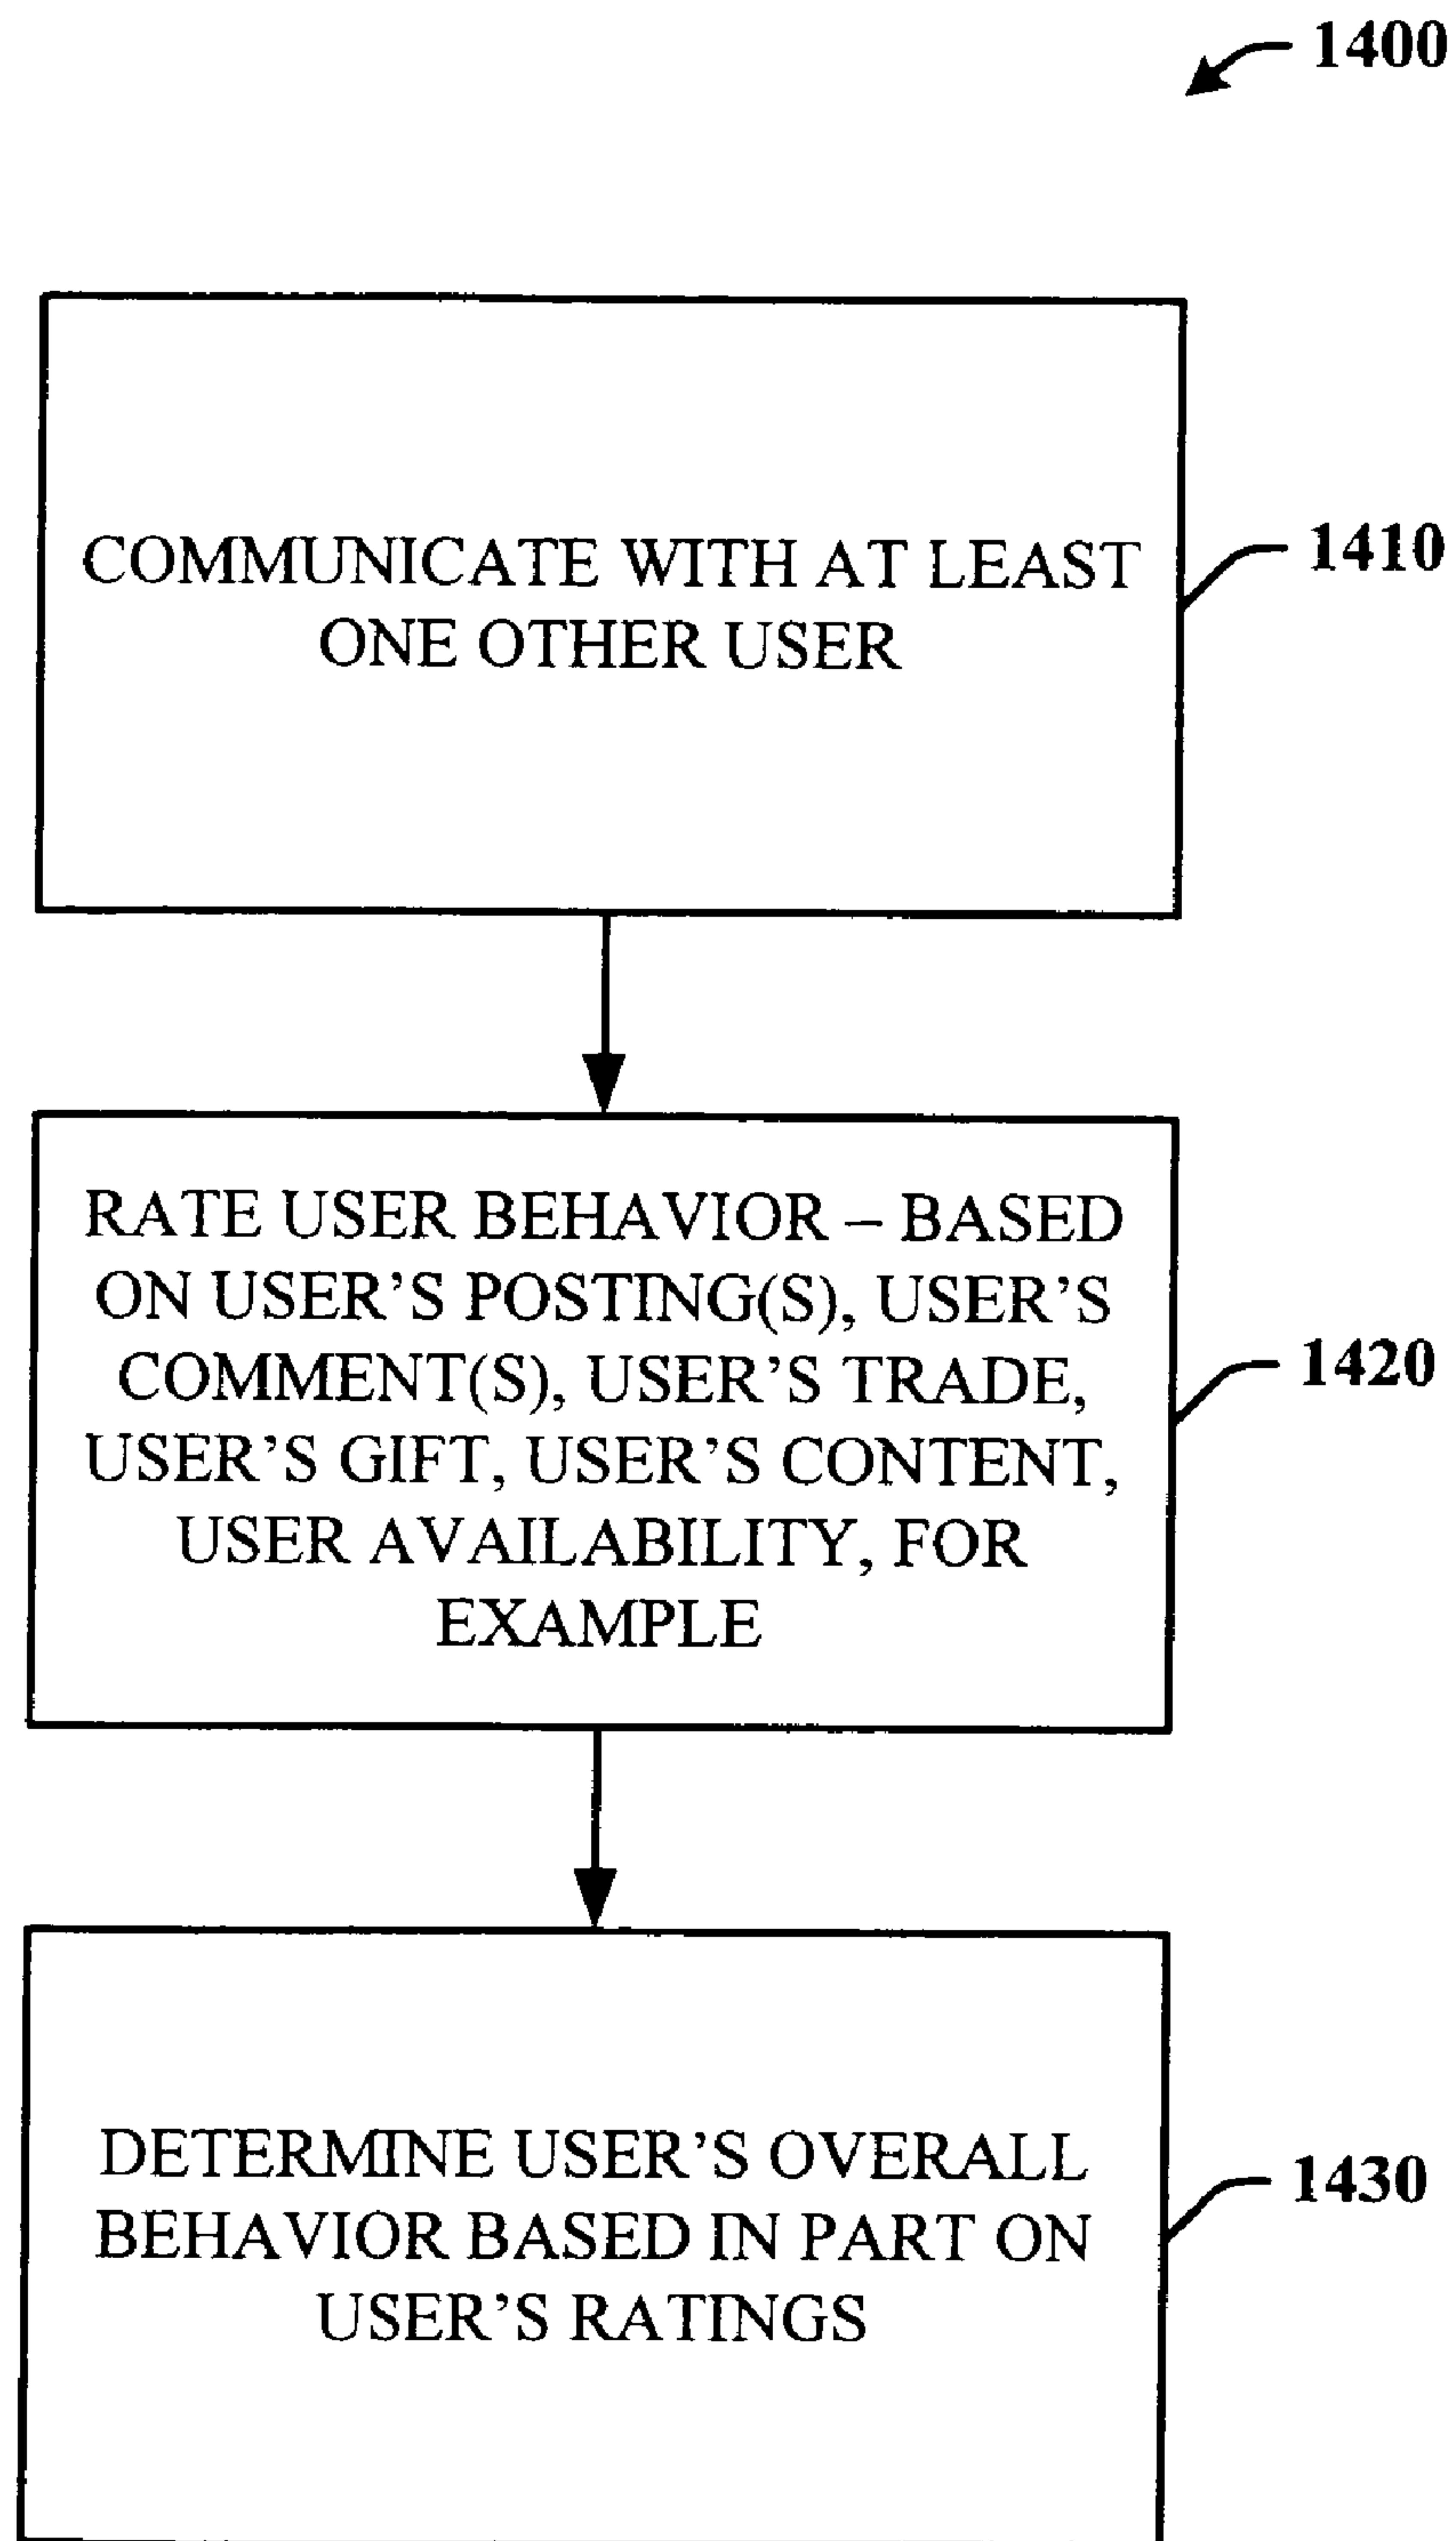 1400
COMMUNICATE WITH AT LEAST
ONE OTHER USER
1410
RATE USER BEHAVIOR – BASED
ON USER'S POSTING(S), USER'S
COMMENT(S), USER'S TRADE,
USER'S GIFT, USER'S CONTENT,
USER AVAILABILITY, FOR
EXAMPLE
1420
DETERMINE USER'S OVERALL
BEHAVIOR BASED IN PART ON
USER'S RATINGS
1430